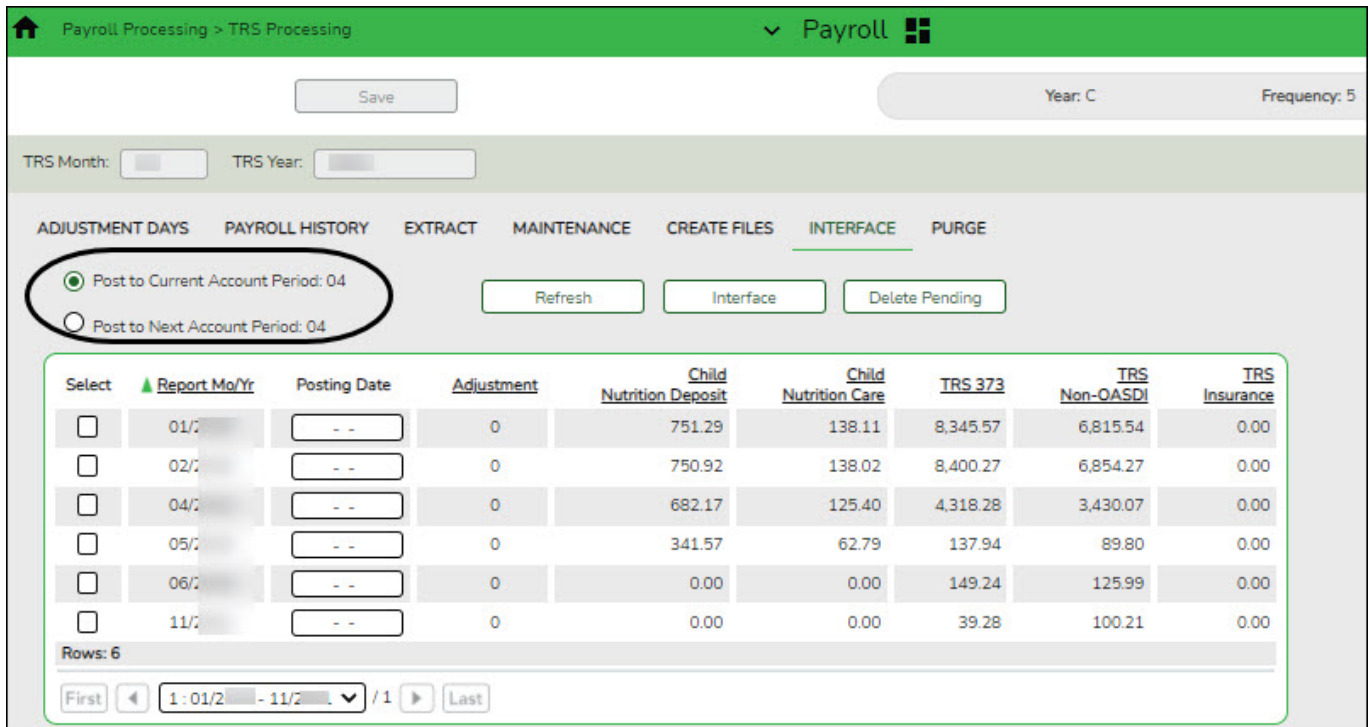 Payroll Processing > TRS Processing Payroll
Save Year: C Frequency: 5
TRS Month: TRS Year:
ADJUSTMENT DAYS PAYROLL HISTORY EXTRACT MAINTENANCE CREATE FILES INTERFACE PURGE
Post to Current Account Period: 04
Refresh Interface Delete Pending
Post to Next Account Period: 04
Select Report Mo/Yr Posting Date Adjustment Child Nutrition Deposit Child Nutrition Care TRS 373 TRS Non-OASDI TRS Insurance
01/2 - - 0 751.29 138.11 8,345.57 6,815.54 0.00
02/2 - - 0 750.92 138.02 8,400.27 6,854.27 0.00
04/2 - - 0 682.17 125.40 4,318.28 3,430.07 0.00
05/2 - - 0 341.57 62.79 137.94 89.80 0.00
06/2 - - 0 0.00 0.00 149.24 125.99 0.00
11/2 - - 0 0.00 0.00 39.28 100.21 0.00
Rows: 6
First 1 : 01/2 - 11/2 / 1 Last